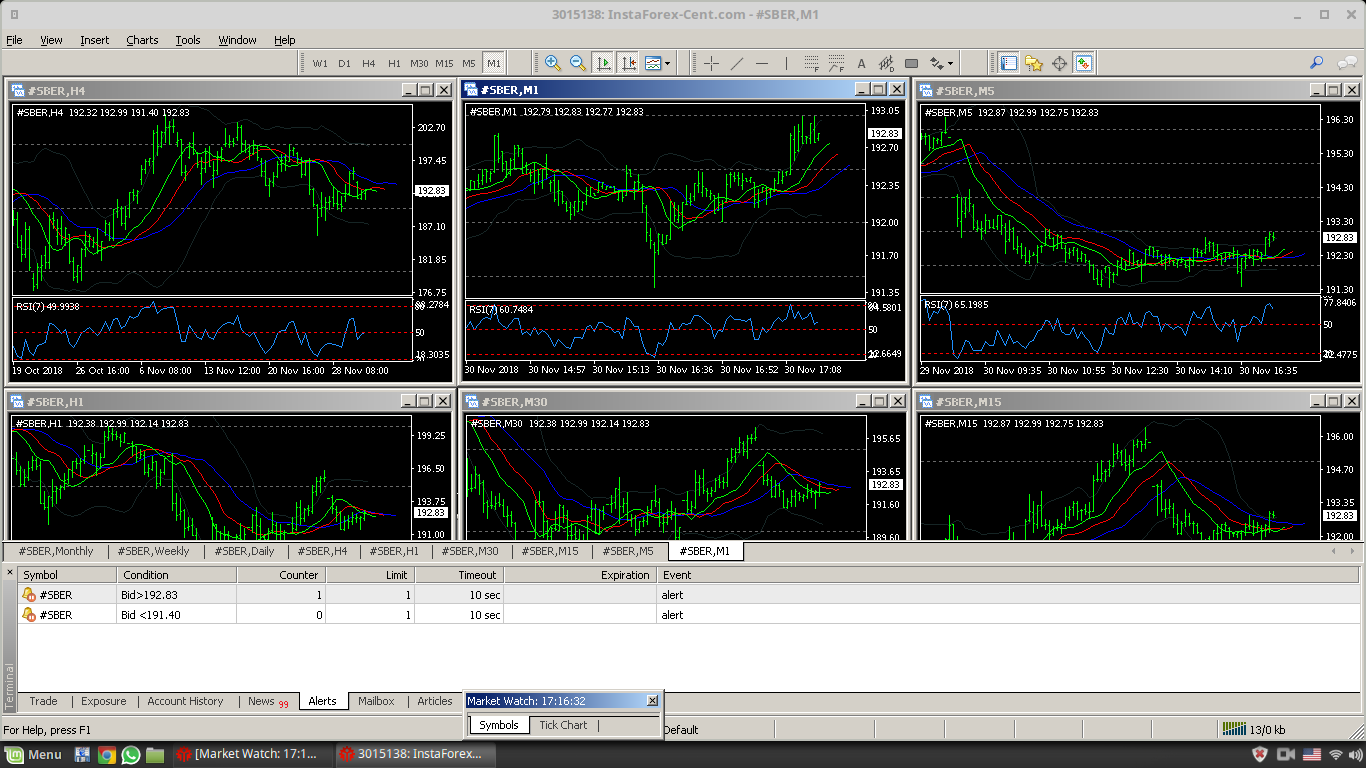 3015138: InstaForex-Cent.com - #SBER,M1
File View Insert Charts Tools Window Help
W1 D1 H4 H1 M30 M15 M5 M1
#SBER,H4
#SBER,H4 192.32 192.99 191.40 192.83
202.70
197.45
192.83
187.10
181.85
176.75
RSI(7) 49.9938
50
19 Oct 2018 26 Oct 16:00 6 Nov 08:00 13 Nov 12:00 20 Nov 16:00 28 Nov 08:00
#SBER,M1
#SBER,M1 192.79 192.83 192.77 192.83
193.05
192.83
192.70
192.35
192.00
191.70
191.35
RSI(7) 60.7484
50
30 Nov 2018 30 Nov 14:57 30 Nov 15:13 30 Nov 16:36 30 Nov 16:52 30 Nov 17:08
#SBER,M5
#SBER,M5 192.87 192.99 192.75 192.83
196.30
195.30
194.30
193.30
192.83
192.30
191.30
RSI(7) 65.1985
77.8406
50
29 Nov 2018 30 Nov 09:35 30 Nov 10:55 30 Nov 12:30 30 Nov 14:10 30 Nov 16:35
#SBER,H1
#SBER,H1 192.38 192.99 192.14 192.83
199.25
196.50
193.75
192.83
191.00
#SBER,M30
#SBER,M30 192.38 192.99 192.14 192.83
195.65
193.65
192.83
191.60
189.60
#SBER,M15
#SBER,M15 192.87 192.99 192.75 192.83
196.00
194.70
193.35
192.83
192.00
#SBER,Monthly #SBER,Weekly #SBER,Daily #SBER,H4 #SBER,H1 #SBER,M30 #SBER,M15 #SBER,M5 #SBER,M1
Symbol Condition Counter Limit Timeout Expiration Event
#SBER Bid>192.83 1 1 10 sec alert
#SBER Bid <191.40 0 1 10 sec alert
Terminal
Trade Exposure Account History News 99 Alerts Mailbox Articles
Market Watch: 17:16:32
Symbols Tick Chart
For Help, press F1
Default
13/0 kb
Menu [Market Watch: 17:1... 3015138: InstaForex...